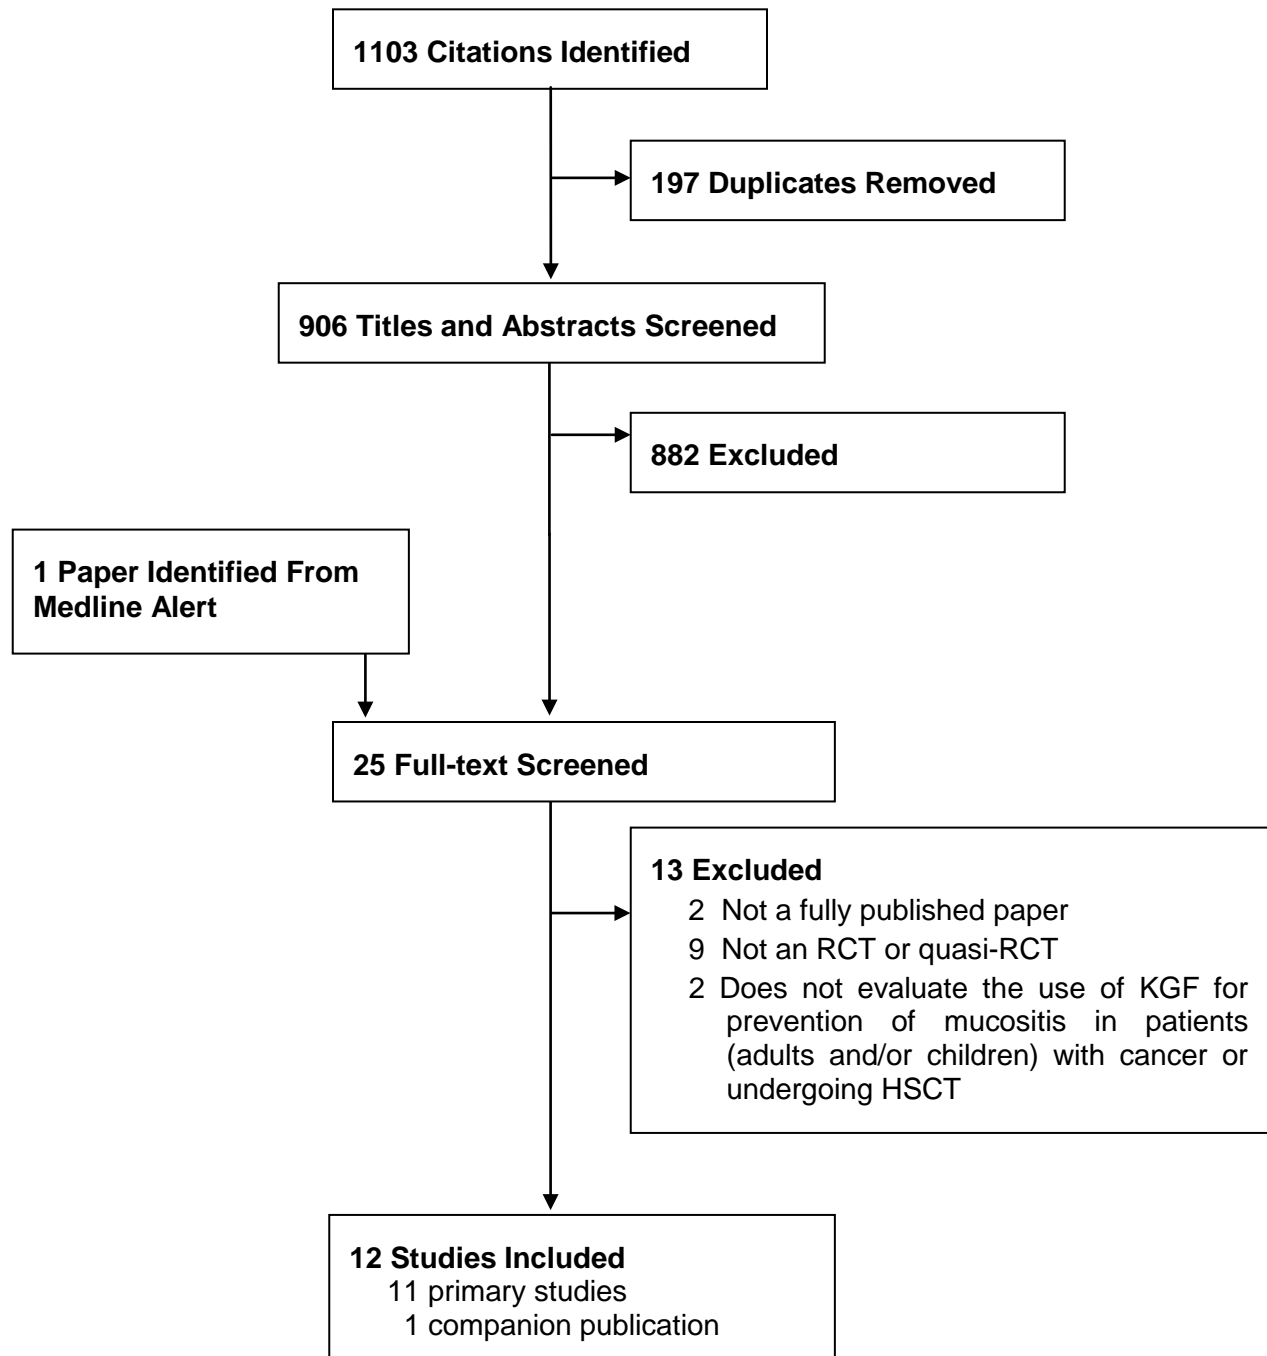 1103 Citations Identified
197 Duplicates Removed
906 Titles and Abstracts Screened
882 Excluded
1 Paper Identified From
Medline Alert
25 Full-text Screened
13 Excluded
2 Not a fully published paper
9 Not an RCT or quasi-RCT
2 Does not evaluate the use of KGF for
prevention of mucositis in patients
(adults and/or children) with cancer or
undergoing HSCT
12 Studies Included
11 primary studies
1 companion publication